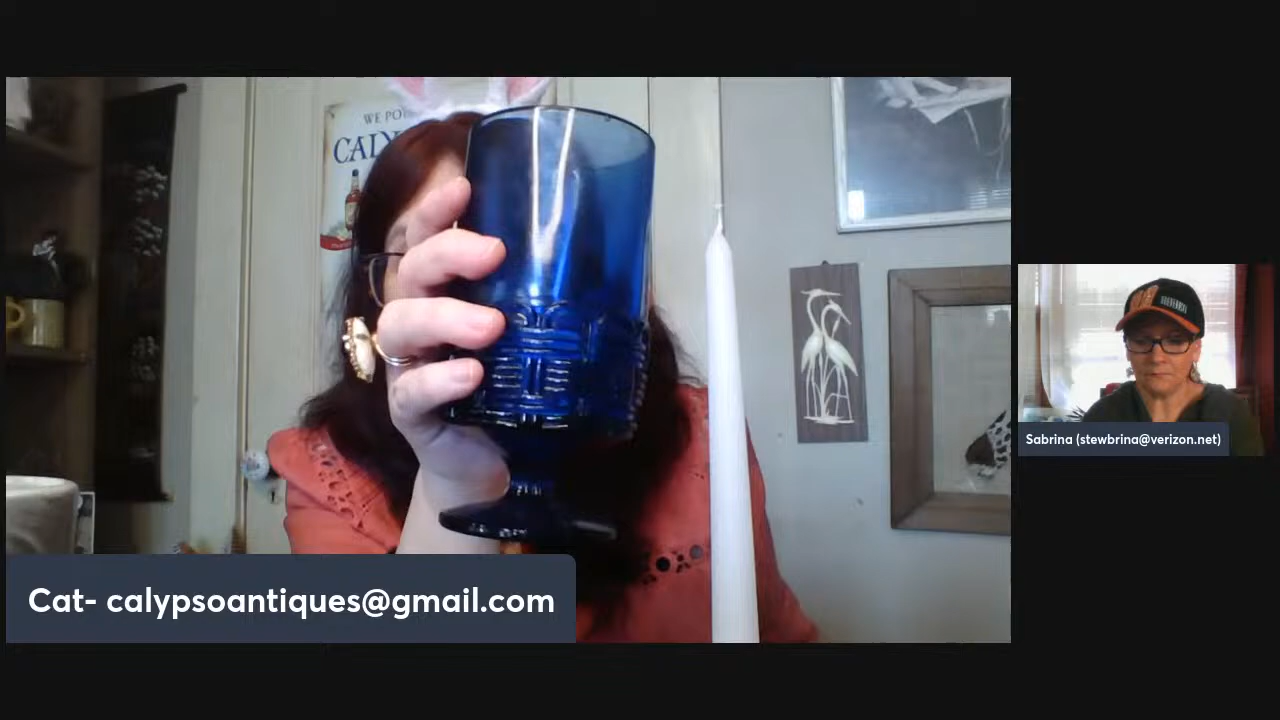 WE PO
CALY
Cat- calypsoantiques@gmail.com
Sabrina (stewbrina@verizon.net)